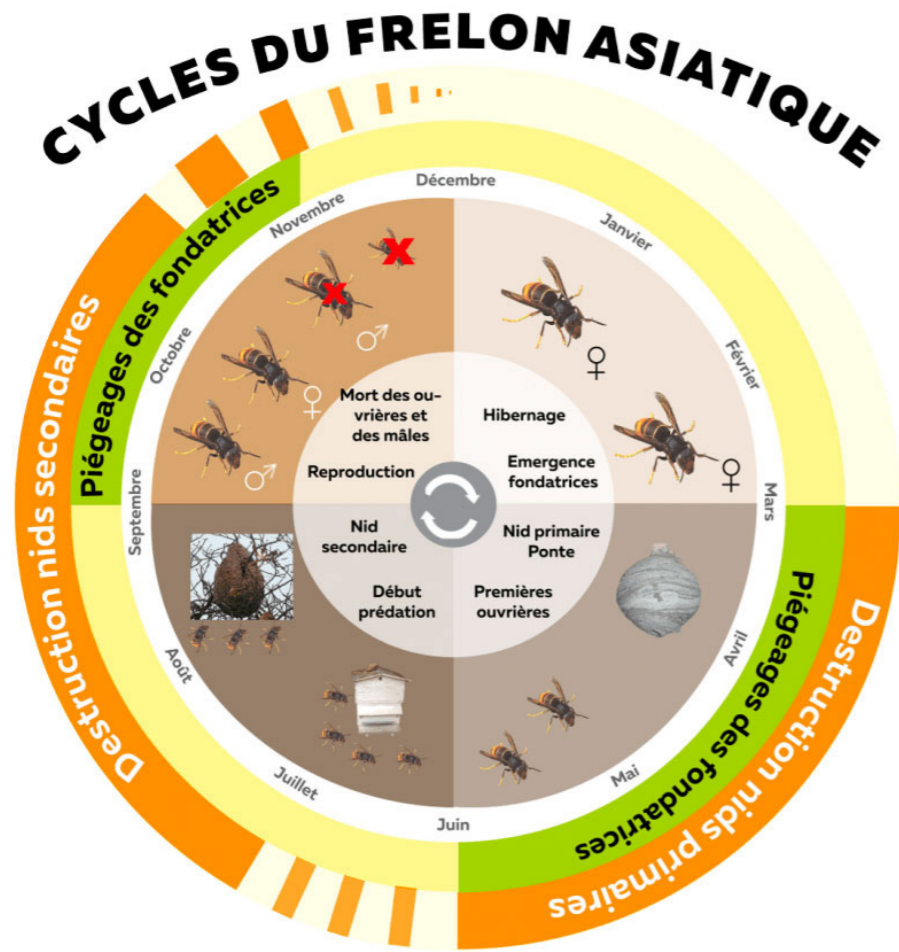 CYCLES DU FRELON ASIATIQUE
Décembre
Janvier
Février
Mars
Avril
Mai
Juin
Juillet
Août
Septembre
Octobre
Novembre
Piégeages des fondatrices
Destruction nids secondaires
Piégeages des fondatrices
Destruction nids primaires
Mort des ou-
vrières et
des mâles
Hibernage
Reproduction
Emergence
fondatrices
Nid
secondaire
Nid primaire
Ponte
Début
prédation
Premières
ouvrières